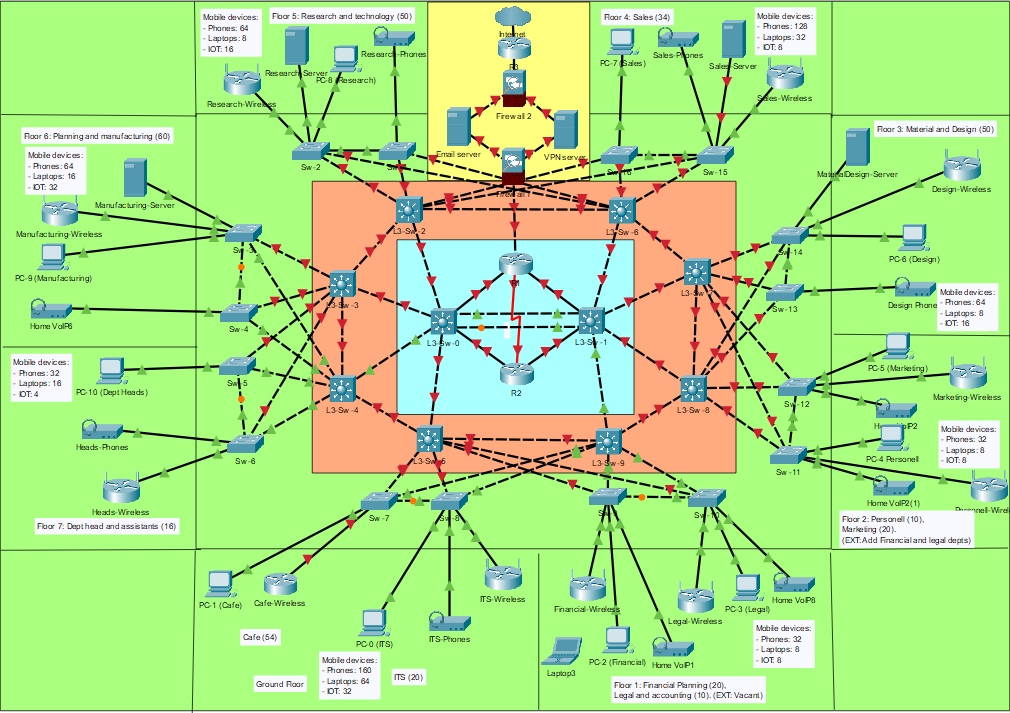 Mobile devices:
- Phones: 64
- Laptops: 8
- IOT: 16
Floor 5: Research and technology (50)
Research-Server
PC-8 (Research)
Research-Phones
Research-Wireless
Sw-2
Internet
Firewall 2
Email server
VPN server
Floor 4: Sales (34)
Mobile devices:
- Phones: 128
- Laptops: 32
- IOT: 8
PC-7 (Sales)
Sales-Phones
Sales-Server
Sales-Wireless
Sw-15
Floor 6: Planning and manufacturing (60)
Mobile devices:
- Phones: 64
- Laptops: 16
- IOT: 32
Manufacturing-Server
Manufacturing-Wireless
PC-9 (Manufacturing)
Home VoIP6
Sw-4
Floor 3: Material and Design (50)
MaterialDesign-Server
Design-Wireless
PC-6 (Design)
Design Phone
Mobile devices:
- Phones: 64
- Laptops: 8
- IOT: 16
Sw-14
Sw-13
L3-Sw-2
L3-Sw-6
L3-Sw-3
L3-Sw-0
L3-Sw-1
R2
L3-Sw-4
L3-Sw-8
L3-Sw-5
L3-Sw-9
Mobile devices:
- Phones: 32
- Laptops: 16
- IOT: 4
PC-10 (Dept Heads)
Heads-Phones
Heads-Wireless
Sw-5
Sw-6
Floor 7: Dept head and assistants (16)
PC-5 (Marketing)
Marketing-Wireless
Sw-12
PC-4 Personell
Home VoIP2(1)
Sw-11
Mobile devices:
- Phones: 32
- Laptops: 8
- IOT: 8
Floor 2: Personell (10),
Marketing (20).
(EXT: Add Financial and legal depts)
Sw-7
Sw-8
PC-1 (Cafe)
Cafe-Wireless
PC-0 (ITS)
ITS-Phones
ITS-Wireless
Cafe (54)
Ground Floor
Mobile devices:
- Phones: 160
- Laptops: 64
- IOT: 32
ITS (20)
Financial-Wireless
Legal-Wireless
PC-3 (Legal)
Home VoIP8
Laptop3
PC-2 (Financial)
Home VoIP1
Mobile devices:
- Phones: 32
- Laptops: 8
- IOT: 8
Floor 1: Financial Planning (20),
Legal and accounting (10). (EXT: Vacant)